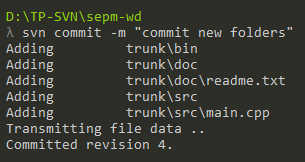 D:\TP-SVN\sepm-wd
λ svn commit -m "commit new folders"
Adding         trunk\bin
Adding         trunk\doc
Adding         trunk\doc\readme.txt
Adding         trunk\src
Adding         trunk\src\main.cpp
Transmitting file data ..
Committed revision 4.